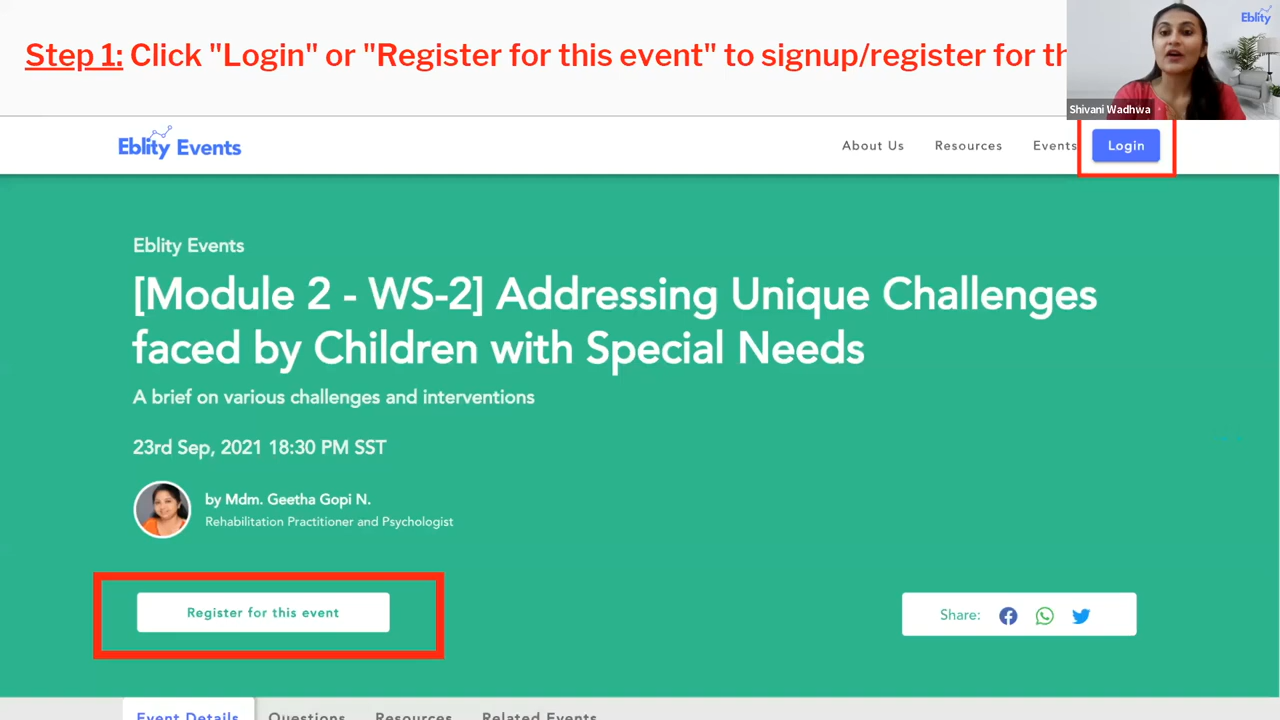 Step 1: Click "Login" or "Register for this event" to signup/register for th
Eblity
Shivani Wadhwa
Eblity Events
About Us
Resources
Events
Login
Eblity Events
[Module 2 - WS-2] Addressing Unique Challenges
faced by Children with Special Needs
A brief on various challenges and interventions
23rd Sep, 2021 18:30 PM SST
by Mdm. Geetha Gopi N.
Rehabilitation Practitioner and Psychologist
Register for this event
Share:
Event Details
Questions
Resources
Related Events